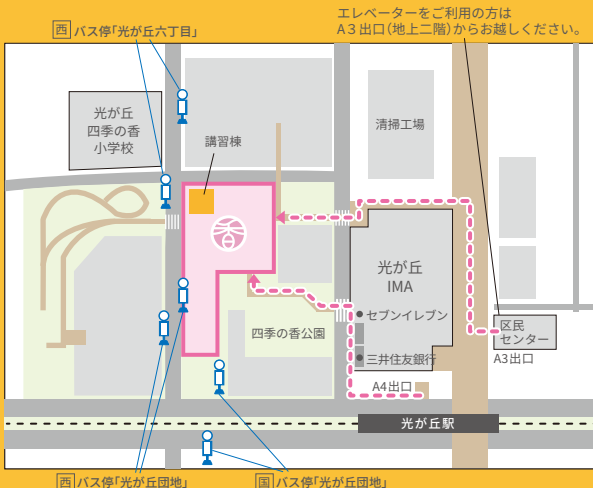 エレベーターをご利用の方は
A3出口(地上二階)からお越しください。
西 バス停「光が丘六丁目」
光が丘
四季の香
小学校
講習棟
清掃工場
光が丘
IMA
セブンイレブン
四季の香公園
区民
センター
三井住友銀行
A3出口
A4出口
光が丘駅
西 バス停「光が丘団地」
国 バス停「光が丘団地」